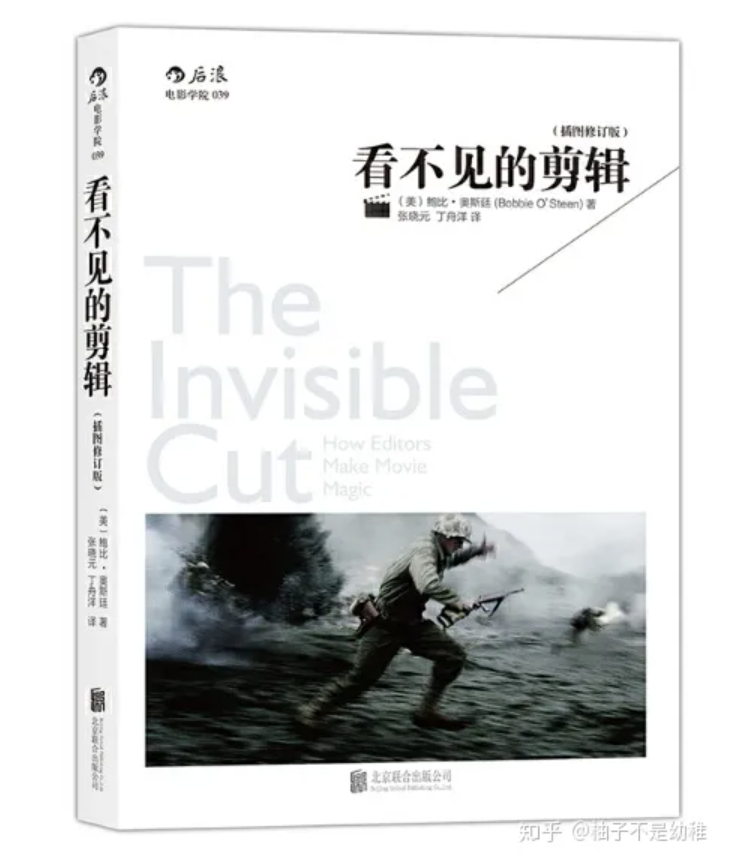 后浪
电影学院
039
看不见的剪辑
（插图修订版）
（美）鲍比·奥斯廷 著
张晓元 丁舟洋 译
北京联合出版公司
后浪
电影学院 039
（插图修订版）
看不见的剪辑
（美）鲍比·奥斯廷 (Bobbie O'Steen) 著
张晓元 丁舟洋 译
The
Invisible
Cut
How Editors
Make Movie
Magic
北京联合出版公司
Beijing United Publishing Co.,Ltd.
知乎 @柚子不是幼稚